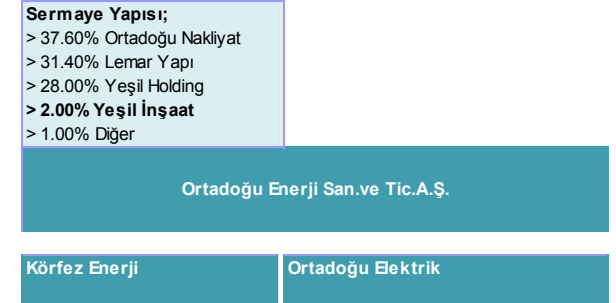 Sermaye Yapısı;
> 37.60% Ortadoğu Nakliyat
> 31.40% Lemar Yapı
> 28.00% Yeşil Holding
> 2.00% Yeşil İnşaat
> 1.00% Diğer
Ortadoğu Enerji San.ve Tic.A.Ş.
Körfez Enerji
Ortadoğu Elektrik